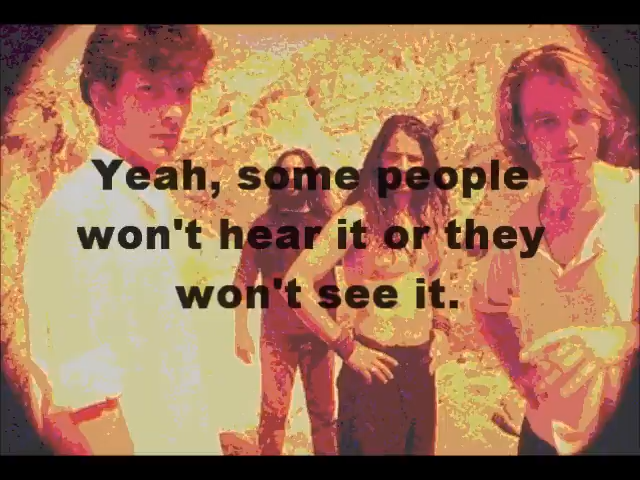 Yeah, some people
won't hear it or they
won't see it.